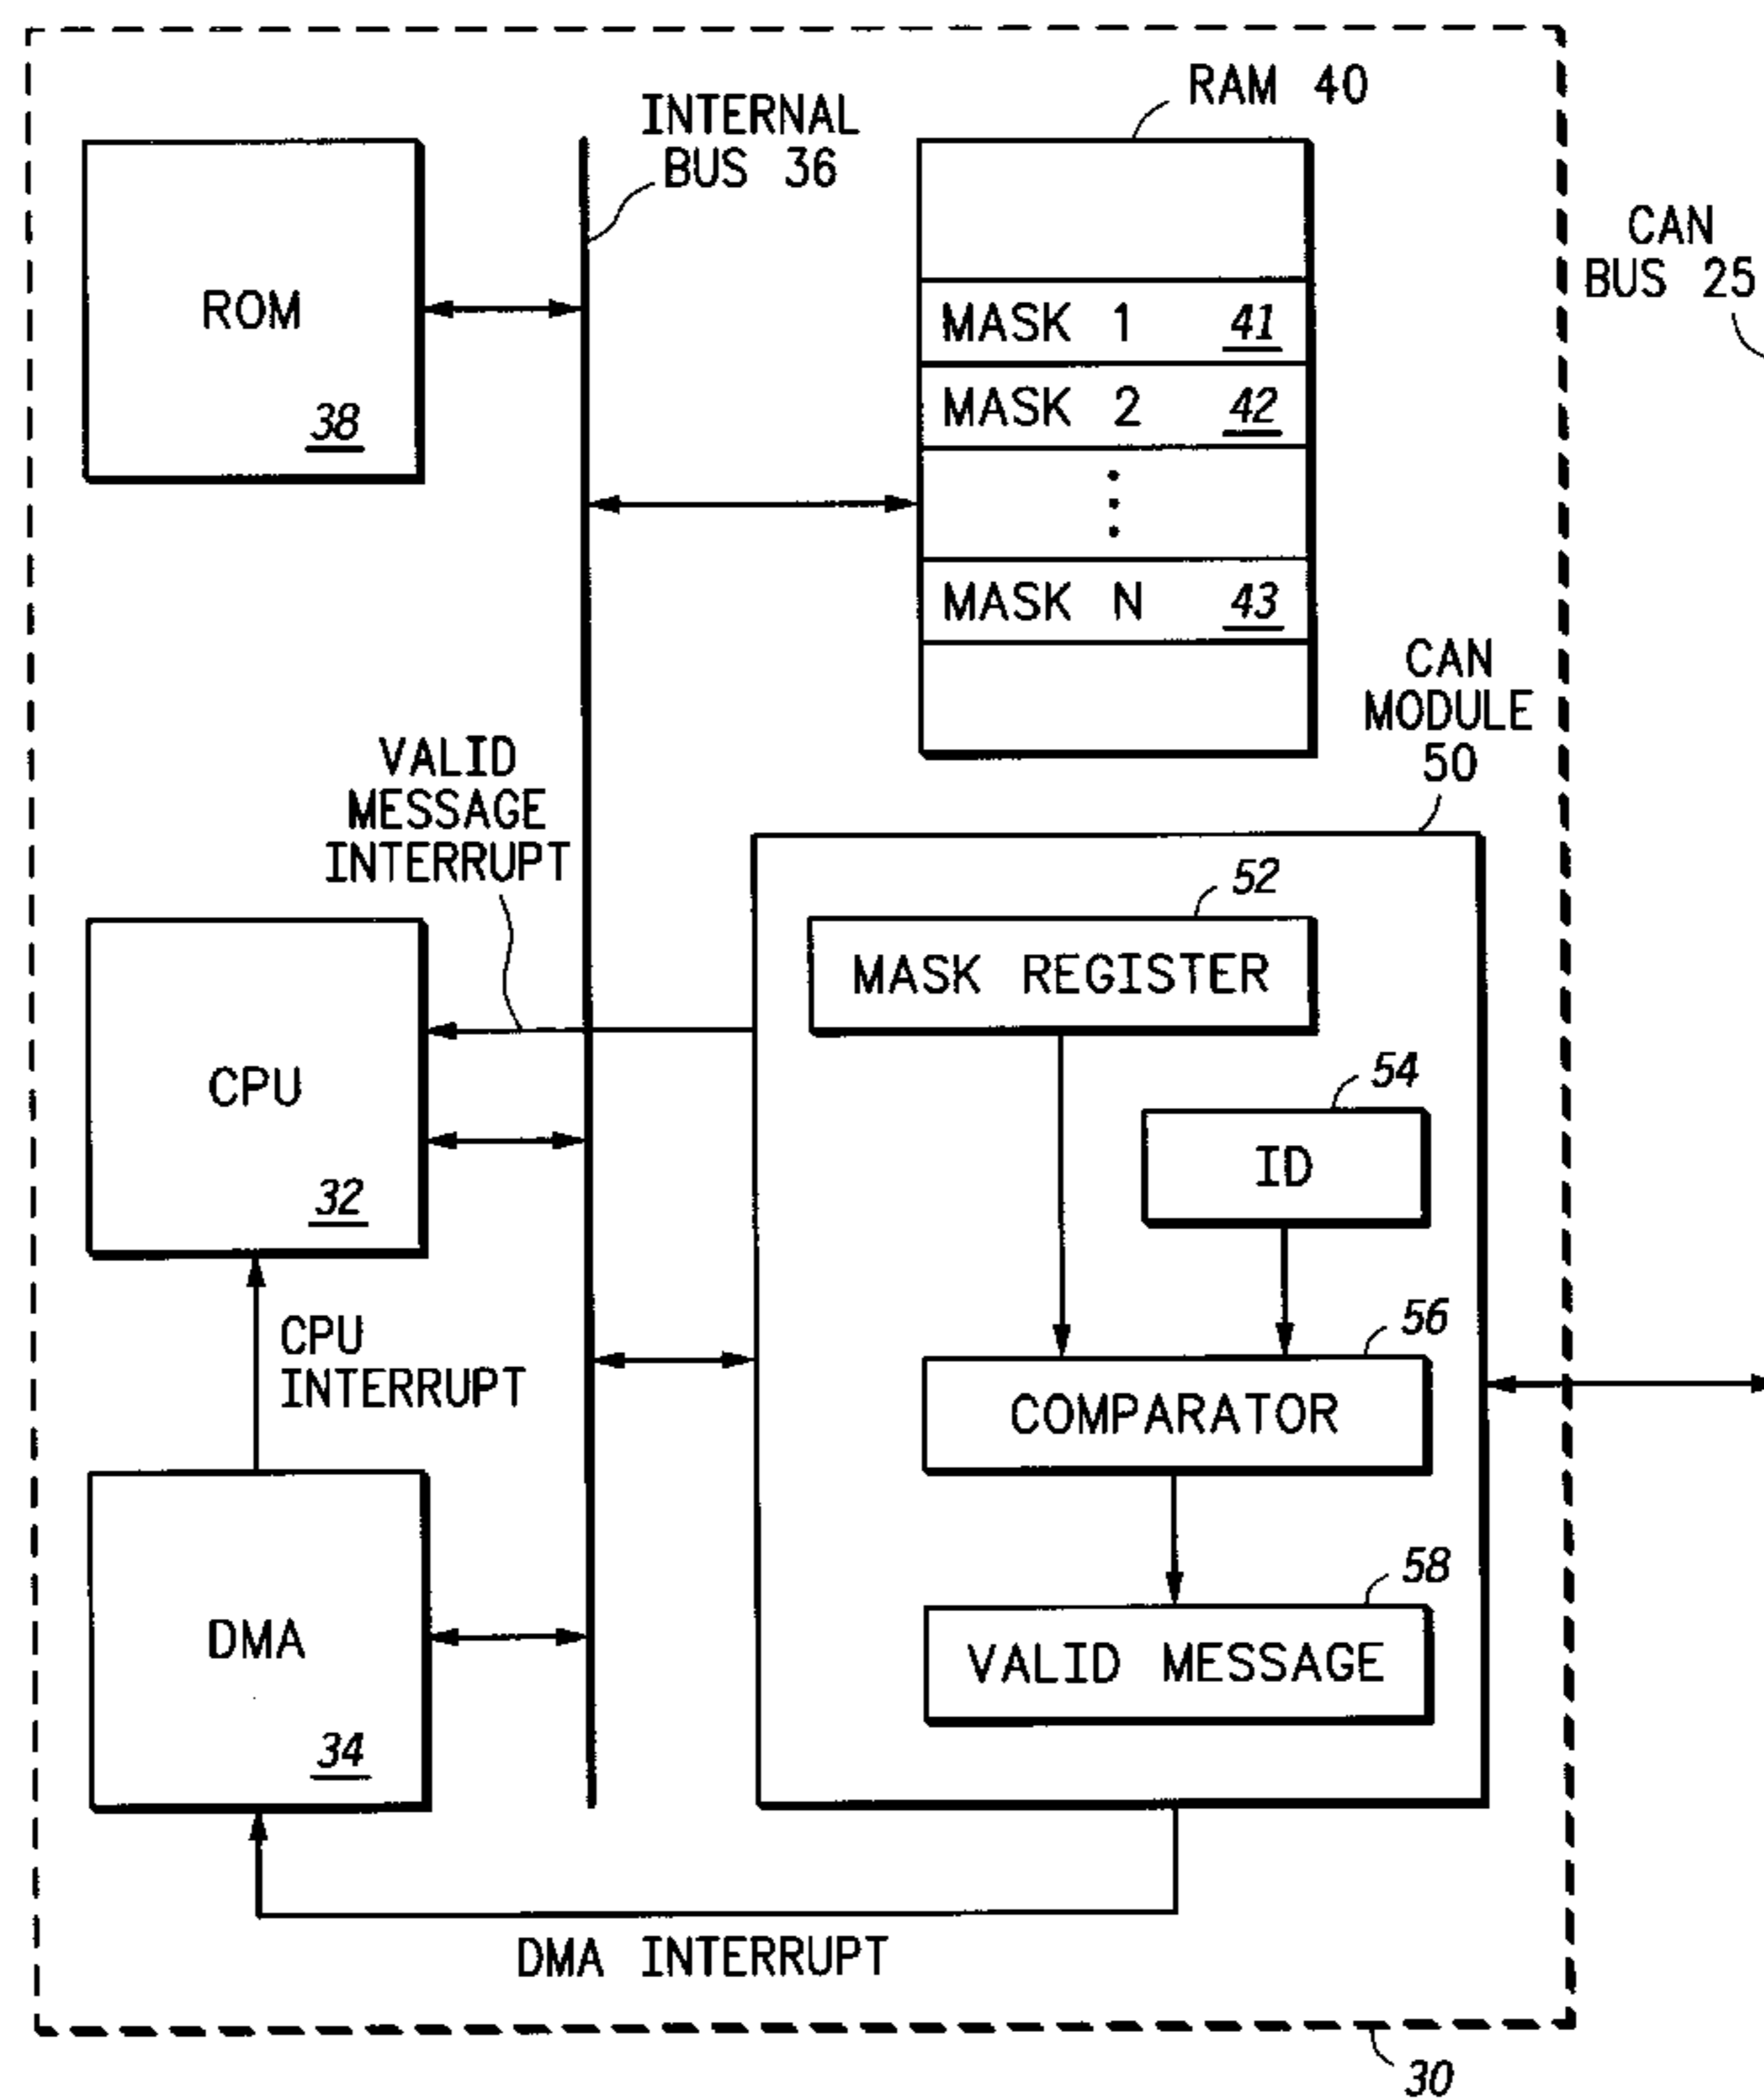 RAM 40
INTERNAL
BUS 36
CAN
BUS 25
ROM
38
MASK 1 41
MASK 2 42
MASK N 43
CAN
MODULE
50
VALID
MESSAGE
INTERRUPT
52
MASK REGISTER
54
CPU
32
ID
CPU
INTERRUPT
56
COMPARATOR
58
DMA
34
VALID MESSAGE
DMA INTERRUPT
30